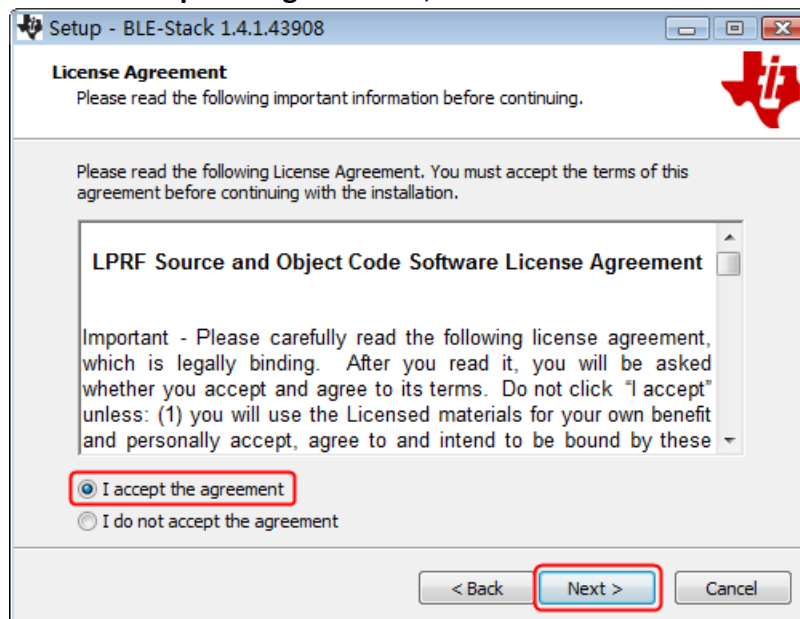 Setup - BLE-Stack 1.4.1.43908
License Agreement
Please read the following important information before continuing.
Please read the following License Agreement. You must accept the terms of this
agreement before continuing with the installation.
LPRF Source and Object Code Software License Agreement
Important - Please carefully read the following license agreement,
which is legally binding. After you read it, you will be asked
whether you accept and agree to its terms. Do not click “I accept”
unless: (1) you will use the Licensed materials for your own benefit
and personally accept, agree to and intend to be bound by these
I accept the agreement
I do not accept the agreement
< Back Next > Cancel